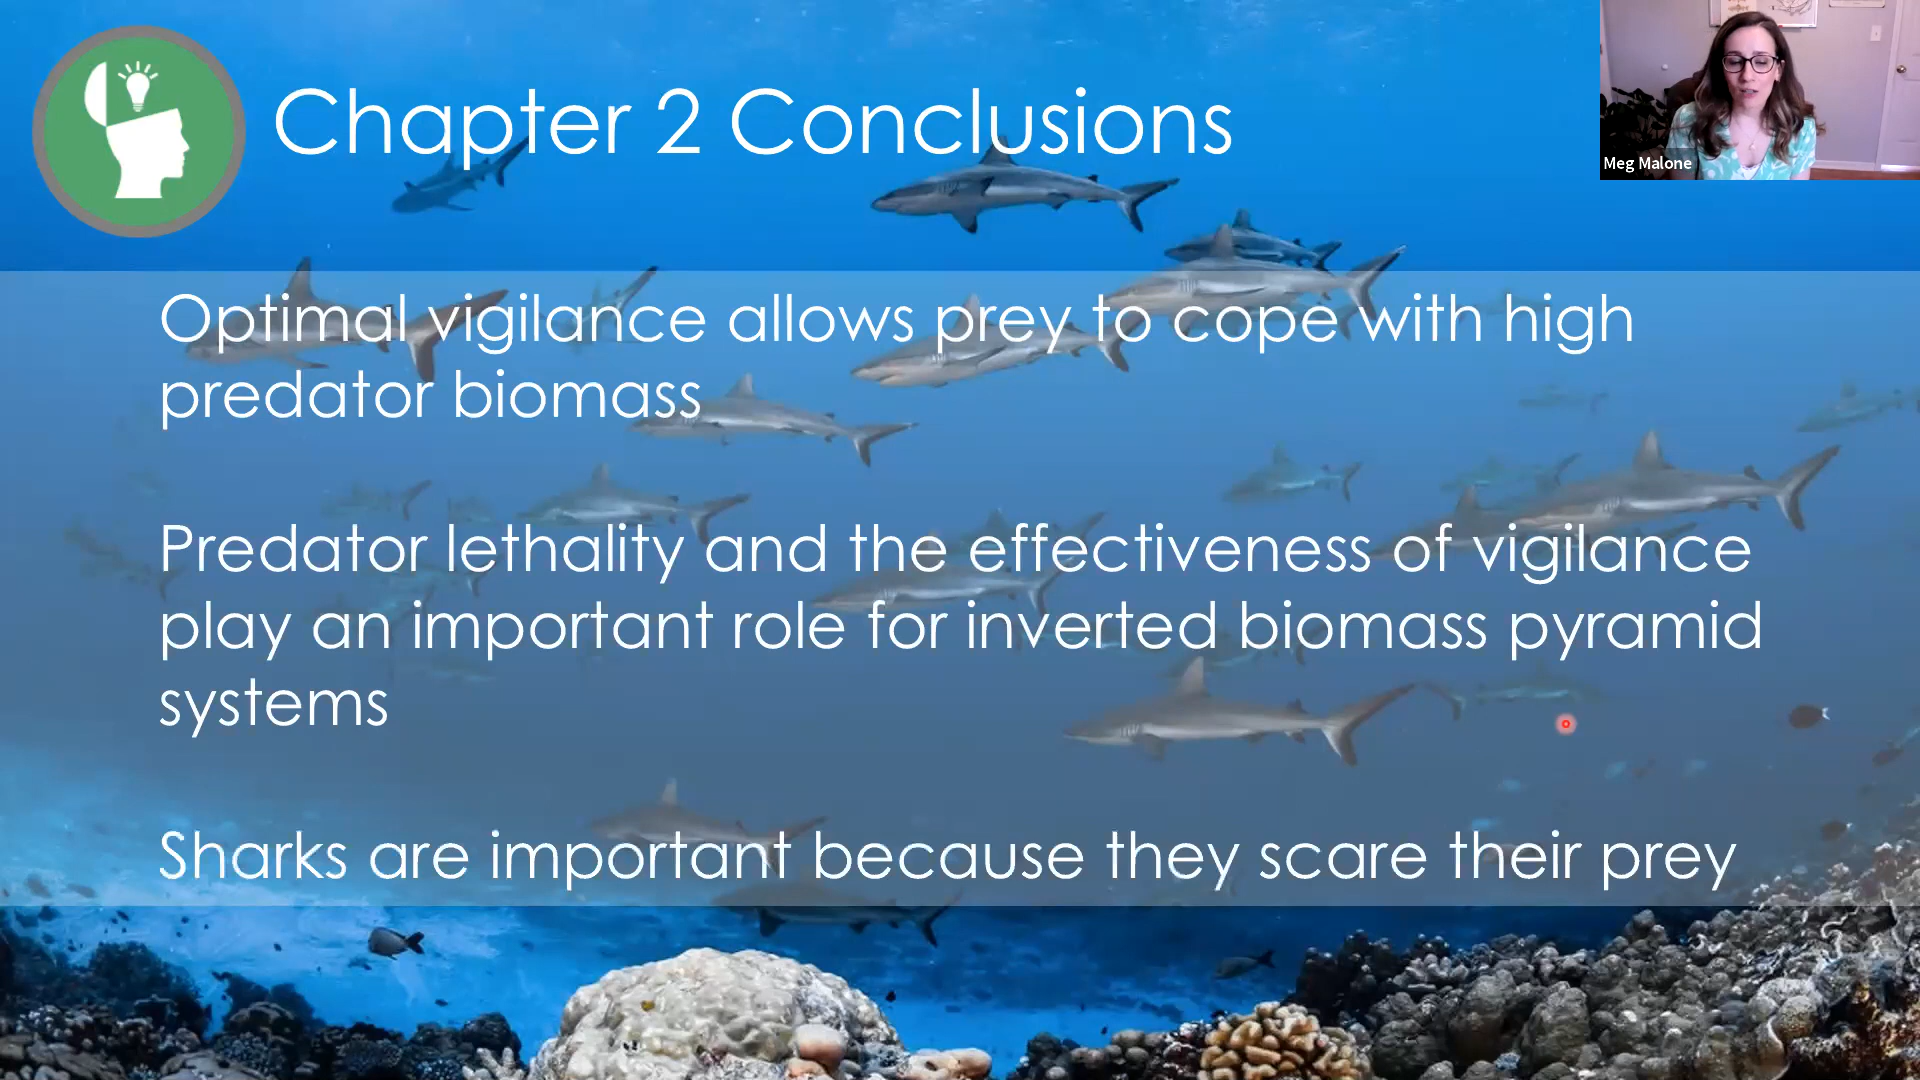 Chapter 2 Conclusions
Meg Malone
Optimal vigilance allows prey to cope with high
predator biomass
Predator lethality and the effectiveness of vigilance
play an important role for inverted biomass pyramid
systems
Sharks are important because they scare their prey